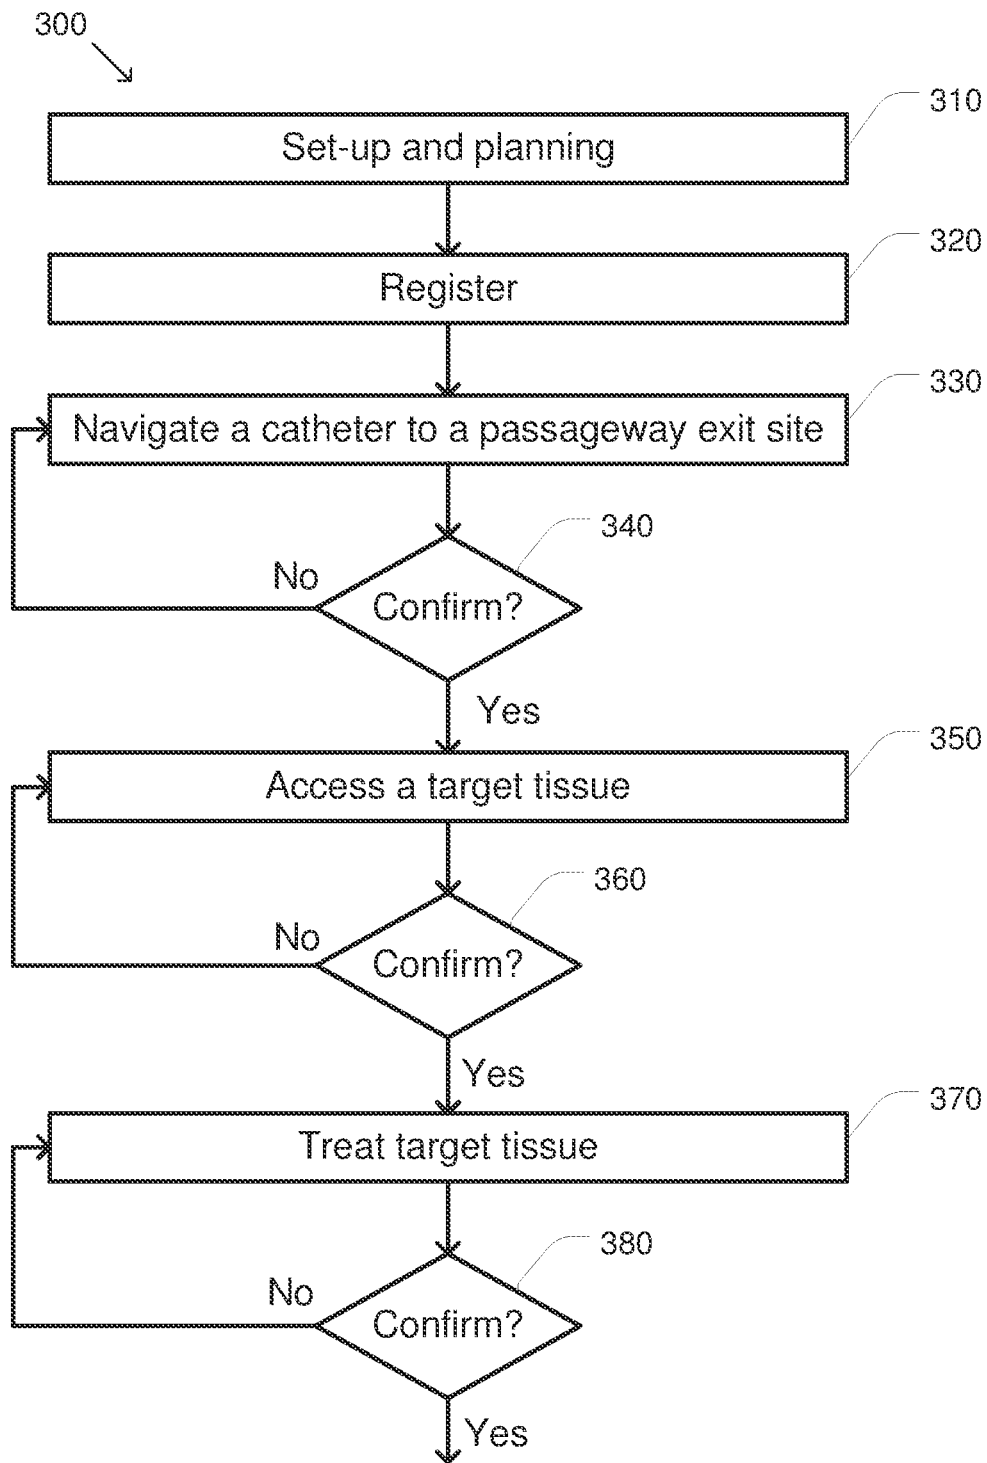 300
310
Set-up and planning
320
Register
330
Navigate a catheter to a passageway exit site
340
No
Confirm?
Yes
350
Access a target tissue
360
No
Confirm?
Yes
370
Treat target tissue
380
No
Confirm?
Yes